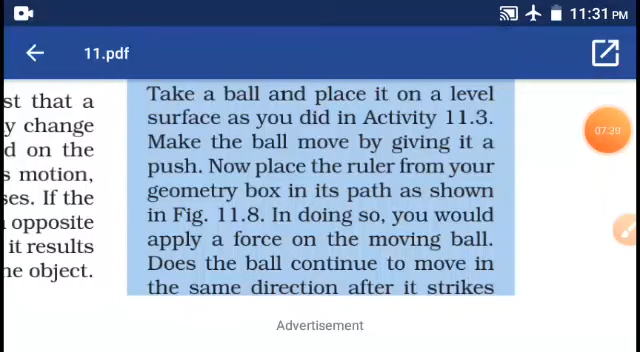 11:31 PM
11.pdf
st that a
y change
d on the
s motion,
ses. If the
opposite
it results
ne object.
Take a ball and place it on a level
surface as you did in Activity 11.3.
Make the ball move by giving it a
push. Now place the ruler from your
geometry box in its path as shown
in Fig. 11.8. In doing so, you would
apply a force on the moving ball.
Does the ball continue to move in
the same direction after it strikes
07:39
Advertisement